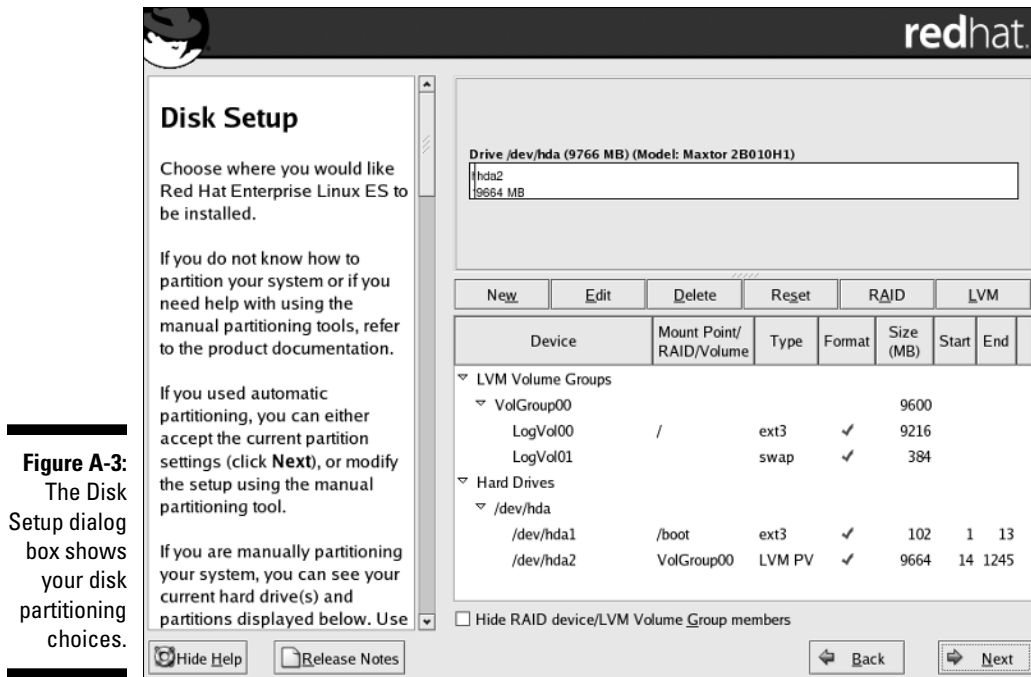 redhat.
Disk Setup
Choose where you would like
Red Hat Enterprise Linux ES to
be installed.
If you do not know how to
partition your system or if you
need help with using the
manual partitioning tools, refer
to the product documentation.
If you used automatic
partitioning, you can either
accept the current partition
settings (click Next), or modify
the setup using the manual
partitioning tool.
If you are manually partitioning
your system, you can see your
current hard drive(s) and
partitions displayed below. Use
Drive /dev/hda (9766 MB) (Model: Maxtor 2B010H1)
hda2
9664 MB
New Edit Delete Reset RAID LVM
Device Mount Point/ RAID/Volume Type Format Size (MB) Start End
LVM Volume Groups
VolGroup00 9600
LogVol00 / ext3 9216
LogVol01 swap 384
Hard Drives
/dev/hda
/dev/hda1 /boot ext3 102 1 13
/dev/hda2 VolGroup00 LVM PV 9664 14 1245
Hide RAID device/LVM Volume Group members
Hide Help Release Notes Back Next
Figure A-3:
The Disk
Setup dialog
box shows
your disk
partitioning
choices.